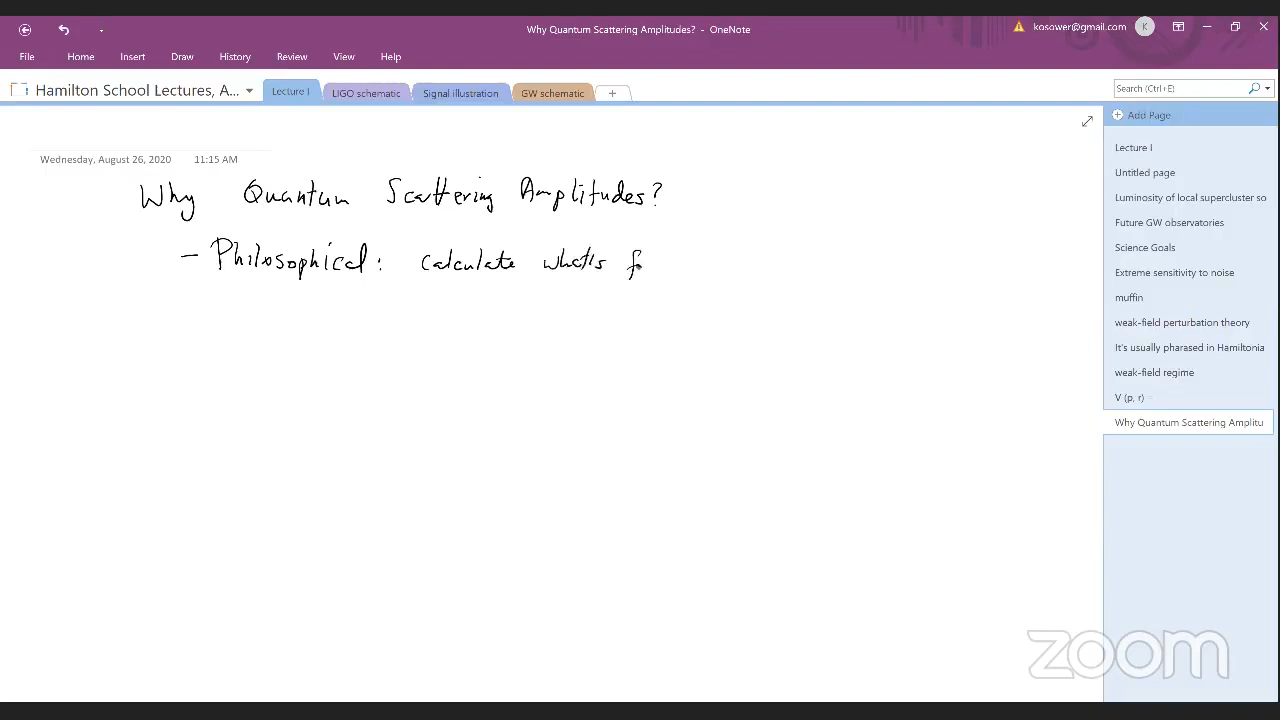 Why Quantum Scattering Amplitudes? - OneNote
kosower@gmail.com
K
File Home Insert Draw History Review View Help
Hamilton School Lectures, A...
Lecture I
LIGO schematic
Signal illustration
GW schematic
Search (Ctrl+E)
Add Page
Wednesday, August 26, 2020 11:15 AM
Why Quantum Scattering Amplitudes?
- Philosophical: calculate what's f
Lecture I
Untitled page
Luminosity of local supercluster so
Future GW observatories
Science Goals
Extreme sensitivity to noise
muffin
weak-field perturbation theory
It's usually pharased in Hamiltonia
weak-field regime
V (p, r)
Why Quantum Scattering Amplitu
zoom